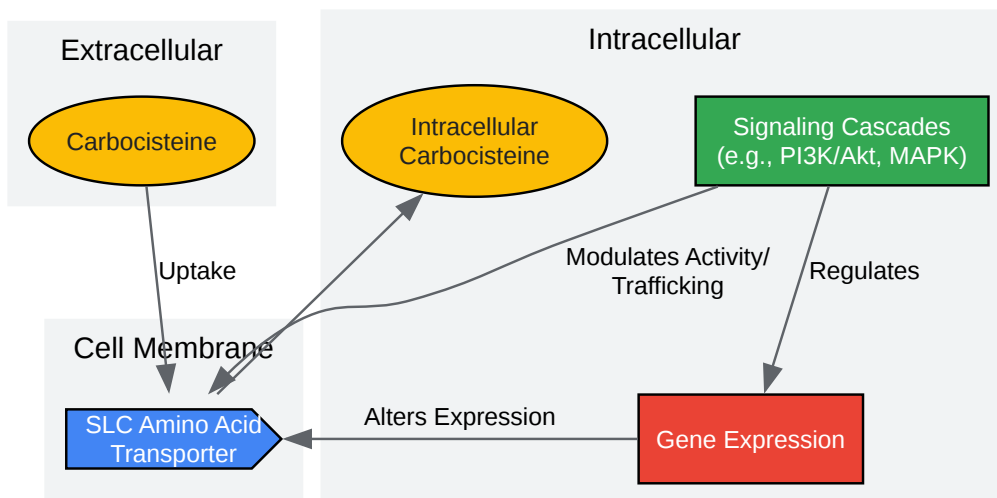 Extracellular
Intracellular
Carbocisteine
Intracellular
Carbocisteine
Signaling Cascades
(e.g., PI3K/Akt, MAPK)
Uptake
Modulates Activity/
Trafficking
Regulates
Cell Membrane
SLC Amino Acid
Transporter
Alters Expression
Gene Expression